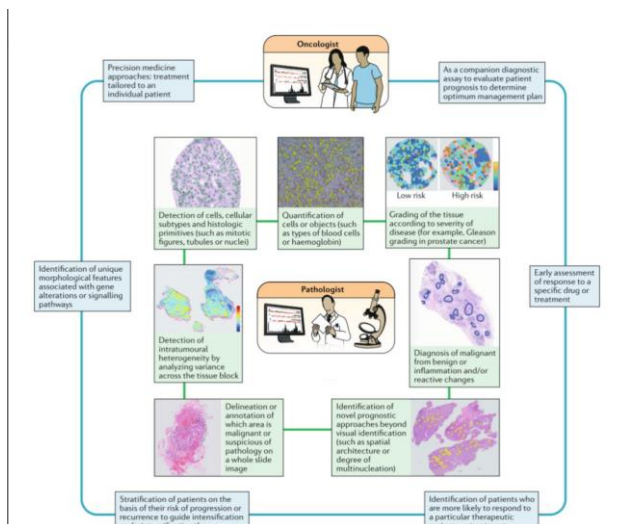 Oncologist
Precision medicine
approaches: treatment
tailored to an
individual patient
As a companion diagnostic
assay to evaluate patient
prognosis to determine
optimum management plan
Low risk
High risk
Detection of cells, cellular
subtypes and histologic
primitives (such as mitotic
figures, tubules or nuclei)
Quantification of
cells or objects (such
as types of blood cells
or haemoglobin)
Grading of the tissue
according to severity of
disease (for example, Gleason
grading in prostate cancer)
Identification of unique
morphological features
associated with gene
alterations or signalling
pathways
Pathologist
Early assessment
of response to a
specific drug or
treatment
Detection of
intratumoural
heterogeneity by
analyzing variance
across the tissue block
Diagnosis of malignant
from benign or
inflammation and/or
reactive changes
Delineation or
annotation of
which area is
malignant or
suspicious of
pathology on
a whole slide
image
Identification of
novel prognostic
approaches beyond
visual identification
(such as spatial
architecture or
degree of
multinucleation)
Stratification of patients on
the basis of their risk of progression or
recurrence to guide intensification
Identification of patients who
are more likely to respond to
a particular therapeutic